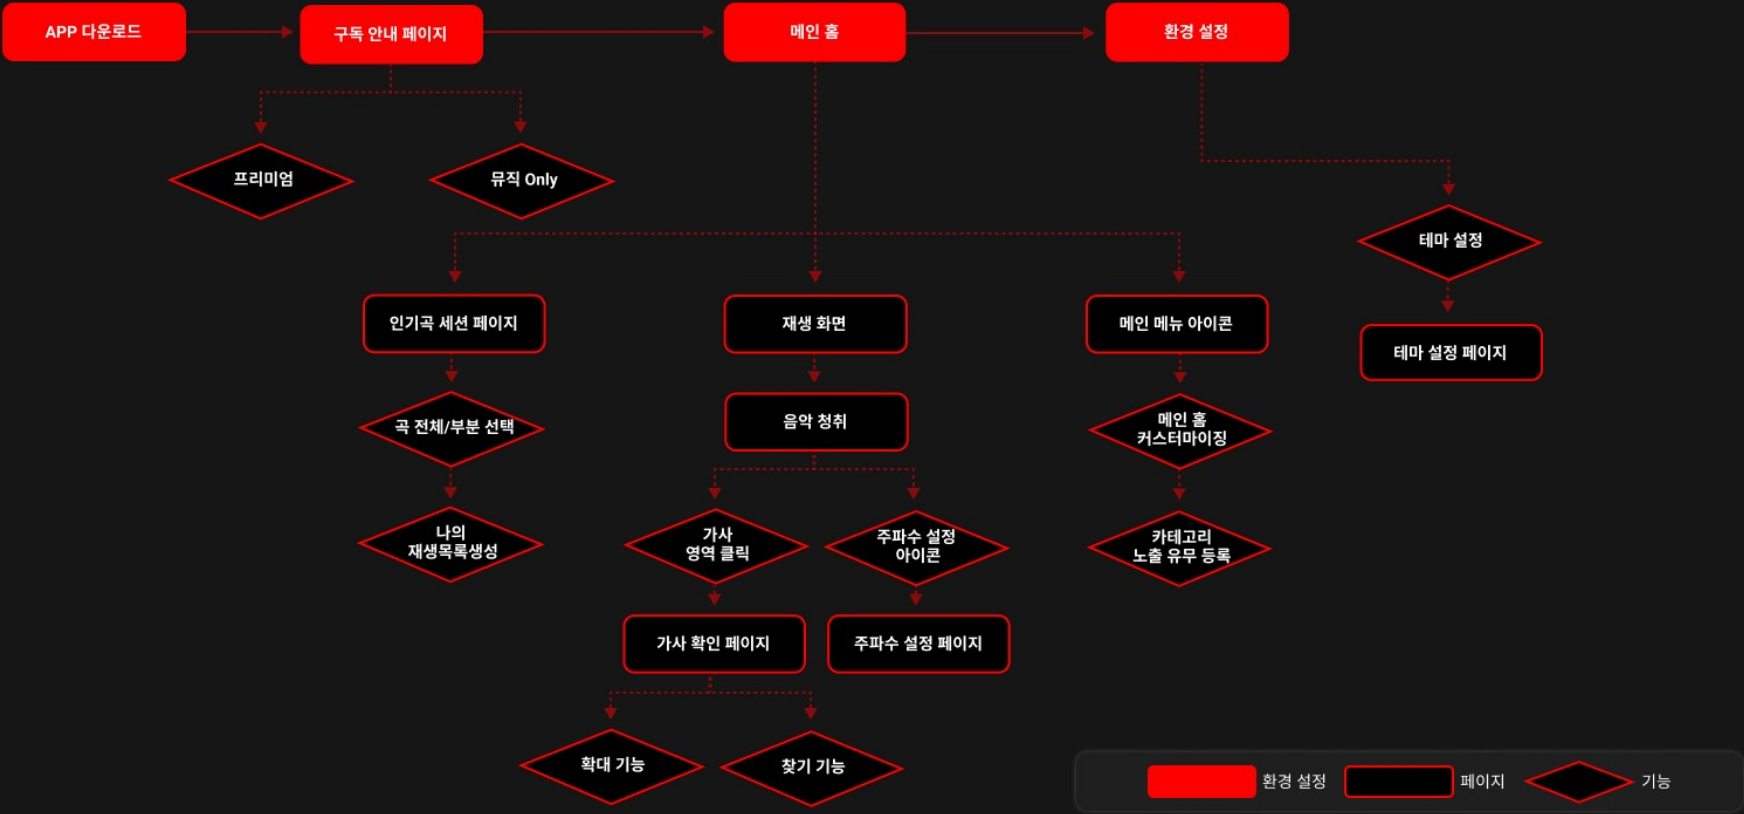 APP 다운로드
구독 안내 페이지
메인 홈
환경 설정
프리미엄
뮤직 Only
테마 설정
인기곡 세션 페이지
재생 화면
메인 메뉴 아이콘
테마 설정 페이지
곡 전체/부분 선택
음악 청취
메인 홈
커스터마이징
나의
재생목록생성
가사
영역 클릭
주파수 설정
아이콘
카테고리
노출 유무 등록
가사 확인 페이지
주파수 설정 페이지
확대 기능
찾기 기능
환경 설정
페이지
기능